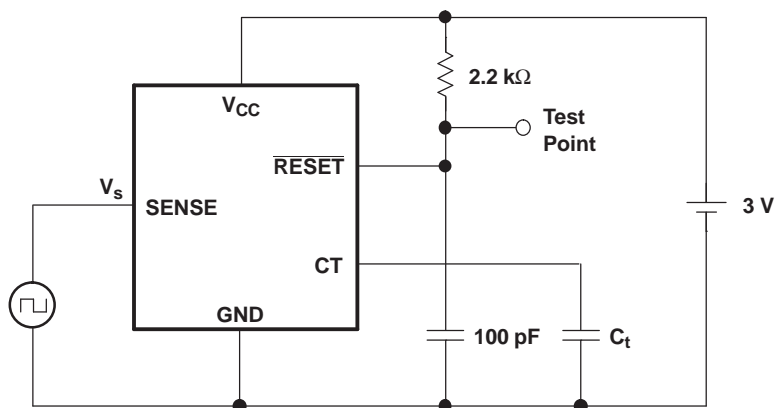 2.2 kΩ
VCC
Test
Point
RESET
Vs
SENSE
3 V
CT
GND
100 pF
Ct